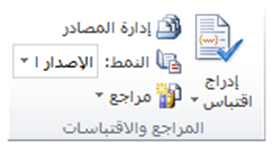 إدراج
اقتباس
إدارة المصادر
النمط: الإصدار ا
مراجع
المراجع والاقتباسات